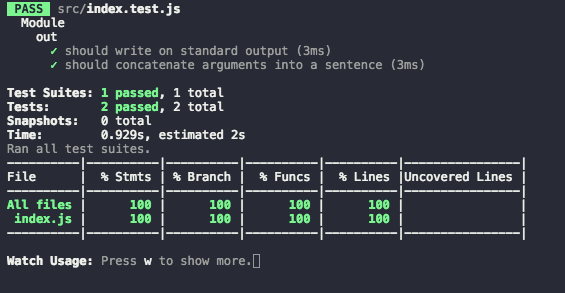 PASS src/index.test.js
Module
out
✓ should write on standard output (3ms)
✓ should concatenate arguments into a sentence (3ms)
Test Suites: 1 passed, 1 total
Tests: 2 passed, 2 total
Snapshots: 0 total
Time: 0.929s, estimated 2s
Ran all test suites.
----------|----------|----------|----------|----------|----------------|
File | % Stmts | % Branch | % Funcs | % Lines |Uncovered Lines |
----------|----------|----------|----------|----------|----------------|
All files | 100 | 100 | 100 | 100 | |
index.js | 100 | 100 | 100 | 100 | |
----------|----------|----------|----------|----------|----------------|
Watch Usage: Press w to show more.